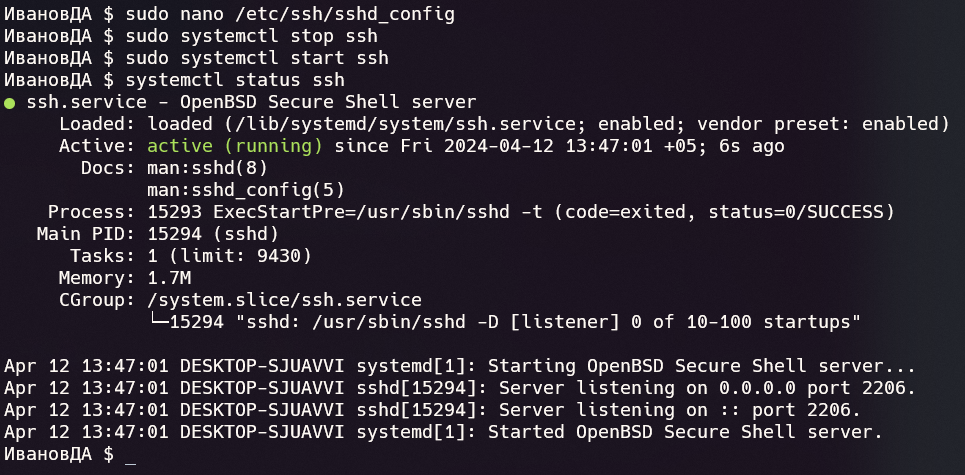 ИвановДА $ sudo nano /etc/ssh/sshd_config
ИвановДА $ sudo systemctl stop ssh
ИвановДА $ sudo systemctl start ssh
ИвановДА $ systemctl status ssh
● ssh.service - OpenBSD Secure Shell server
Loaded: loaded (/lib/systemd/system/ssh.service; enabled; vendor preset: enabled)
Active: active (running) since Fri 2024-04-12 13:47:01 +05; 6s ago
Docs: man:sshd(8)
man:sshd_config(5)
Process: 15293 ExecStartPre=/usr/sbin/sshd -t (code=exited, status=0/SUCCESS)
Main PID: 15294 (sshd)
Tasks: 1 (limit: 9430)
Memory: 1.7M
CGroup: /system.slice/ssh.service
└─15294 "sshd: /usr/sbin/sshd -D [listener] 0 of 10-100 startups"
Apr 12 13:47:01 DESKTOP-SJUAVVI systemd[1]: Starting OpenBSD Secure Shell server...
Apr 12 13:47:01 DESKTOP-SJUAVVI sshd[15294]: Server listening on 0.0.0.0 port 2206.
Apr 12 13:47:01 DESKTOP-SJUAVVI sshd[15294]: Server listening on :: port 2206.
Apr 12 13:47:01 DESKTOP-SJUAVVI systemd[1]: Started OpenBSD Secure Shell server.
ИвановДА $ _